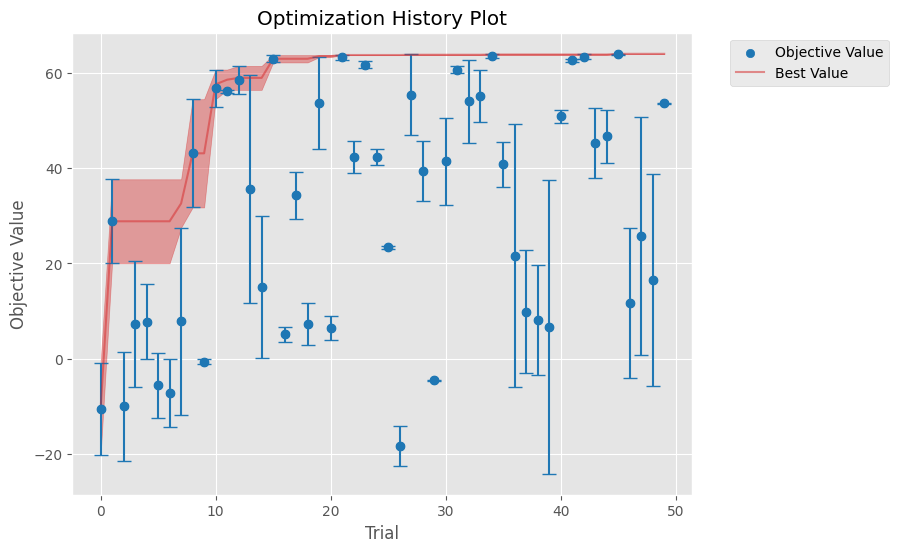 Optimization History Plot
Objective Value
Best Value
Objective Value
60
40
20
0
−20
0 10 20 30 40 50
Trial